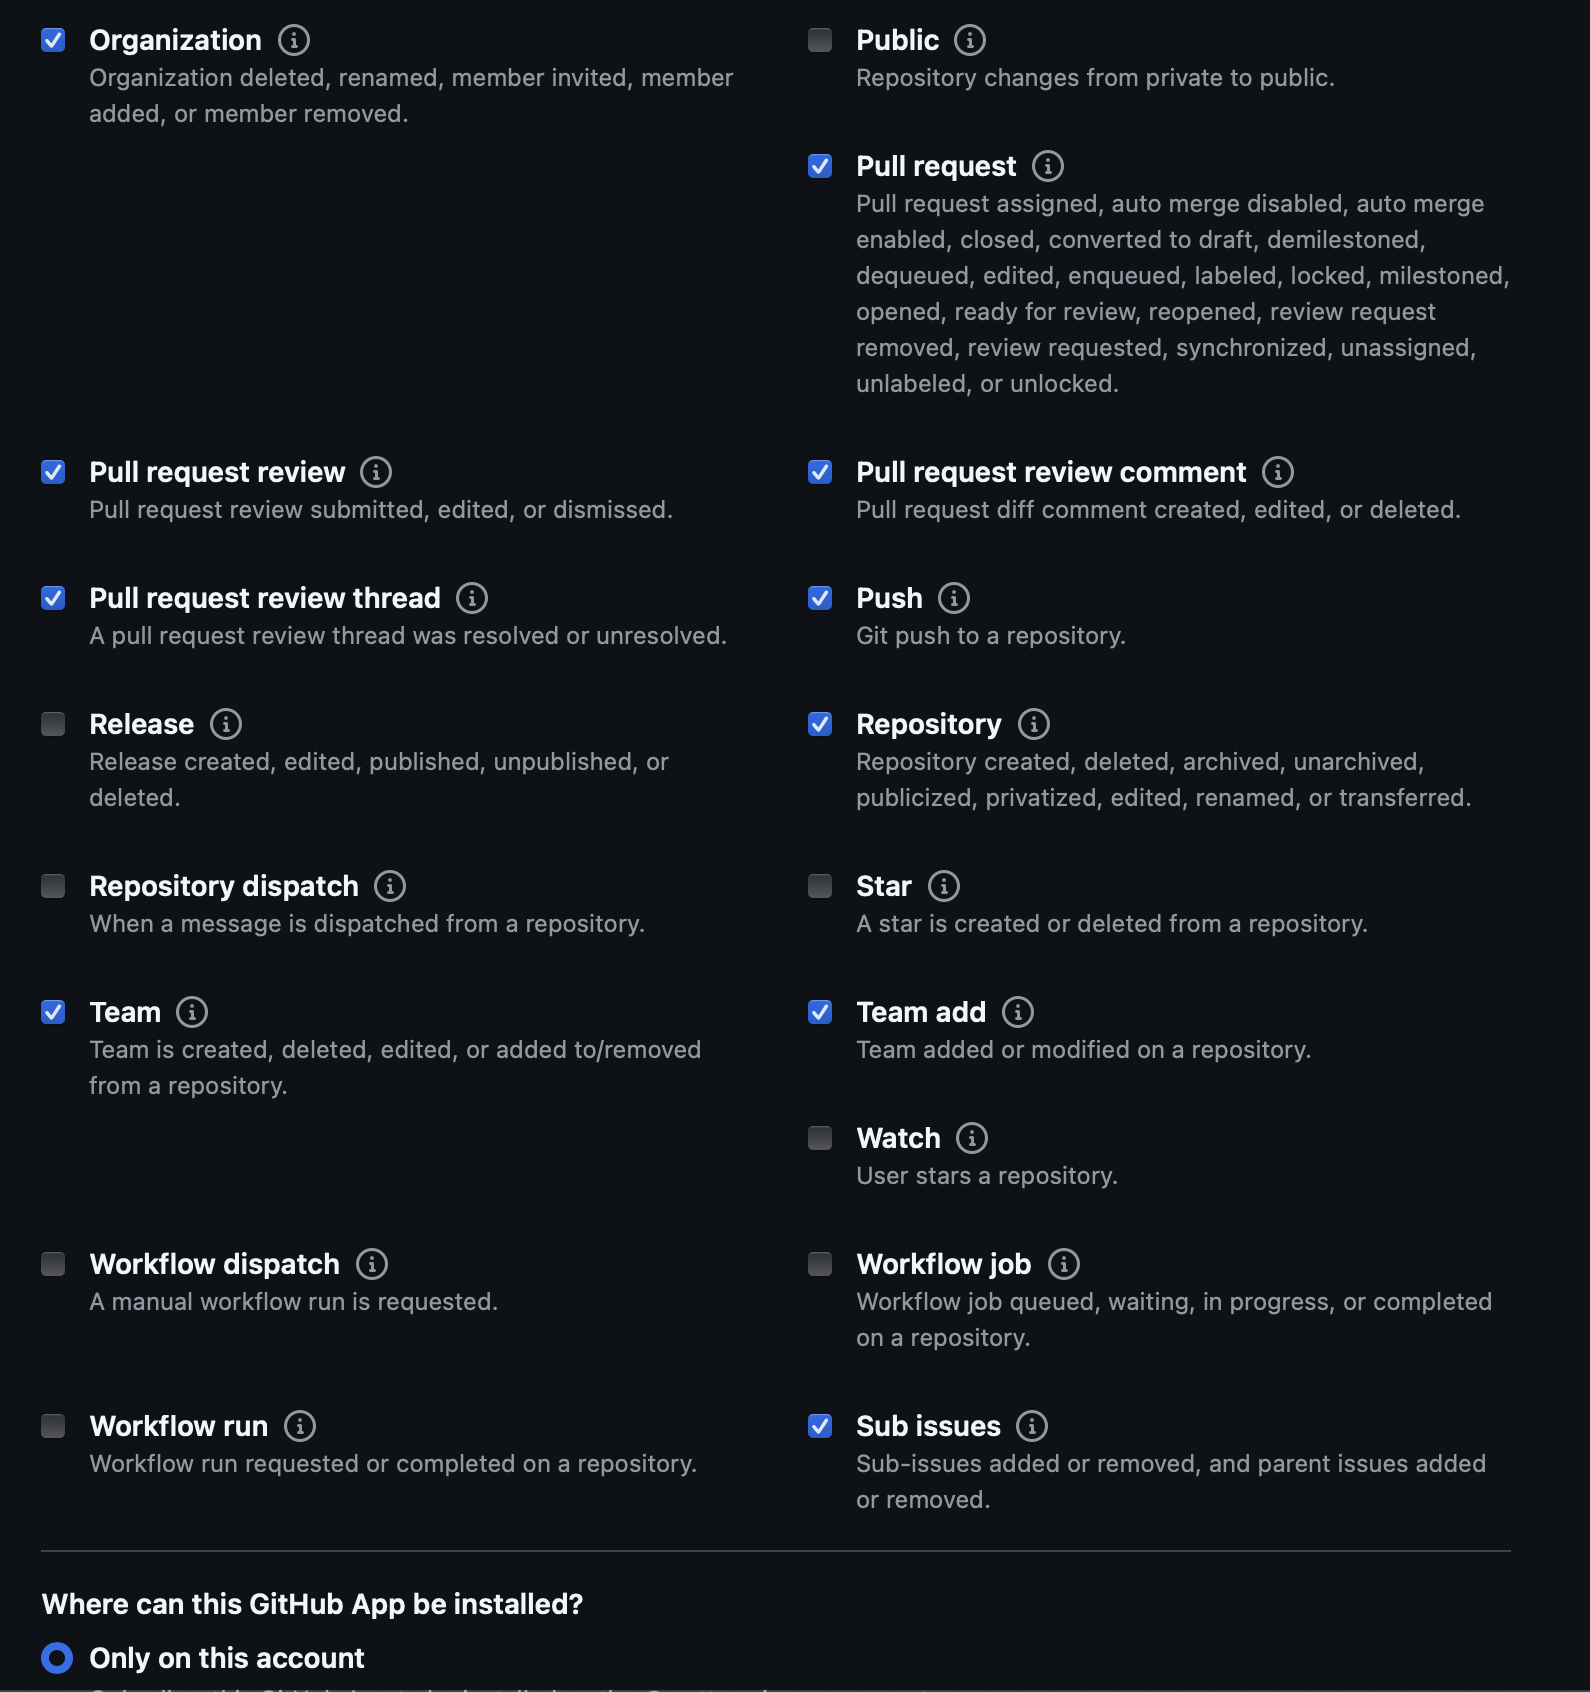 Organization
Organization deleted, renamed, member invited, member
added, or member removed.
Public
Repository changes from private to public.
Pull request
Pull request assigned, auto merge disabled, auto merge
enabled, closed, converted to draft, demilestoned,
dequeued, edited, enqueued, labeled, locked, milestoned,
opened, ready for review, reopened, review request
removed, review requested, synchronized, unassigned,
unlabeled, or unlocked.
Pull request review
Pull request review submitted, edited, or dismissed.
Pull request review comment
Pull request diff comment created, edited, or deleted.
Pull request review thread
A pull request review thread was resolved or unresolved.
Push
Git push to a repository.
Release
Release created, edited, published, unpublished, or
deleted.
Repository
Repository created, deleted, archived, unarchived,
publicized, privatized, edited, renamed, or transferred.
Repository dispatch
When a message is dispatched from a repository.
Star
A star is created or deleted from a repository.
Team
Team is created, deleted, edited, or added to/removed
from a repository.
Team add
Team added or modified on a repository.
Watch
User stars a repository.
Workflow dispatch
A manual workflow run is requested.
Workflow job
Workflow job queued, waiting, in progress, or completed
on a repository.
Workflow run
Workflow run requested or completed on a repository.
Sub issues
Sub-issues added or removed, and parent issues added
or removed.
Where can this GitHub App be installed?
Only on this account